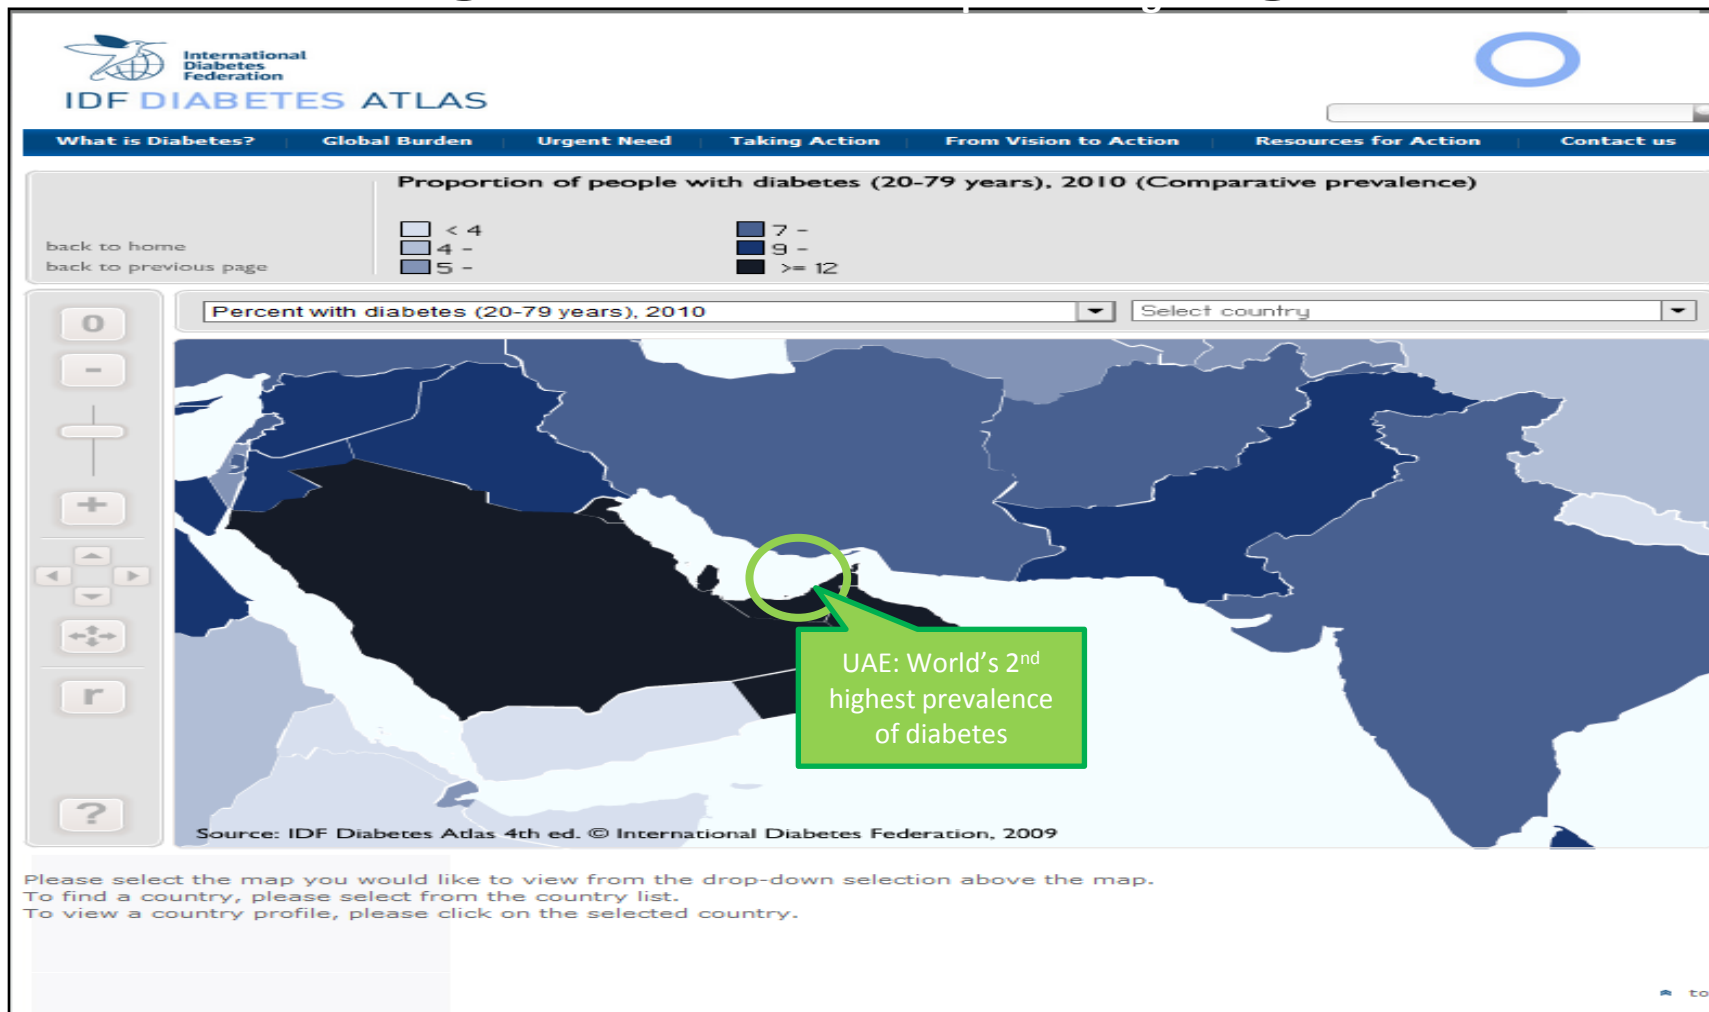 International
Diabetes
Federation
IDF DIABETES ATLAS
What is Diabetes? Global Burden Urgent Need Taking Action From Vision to Action Resources for Action Contact us
Proportion of people with diabetes (20-79 years), 2010 (Comparative prevalence)
< 4 7 -
back to home 4 - 9 -
back to previous page 5 - >= 12
0 Percent with diabetes (20-79 years), 2010 Select country
-
+
r
?
UAE: World's 2nd
highest prevalence
of diabetes
Source: IDF Diabetes Atlas 4th ed. © International Diabetes Federation, 2009
Please select the map you would like to view from the drop-down selection above the map.
To find a country, please select from the country list.
To view a country profile, please click on the selected country.
to